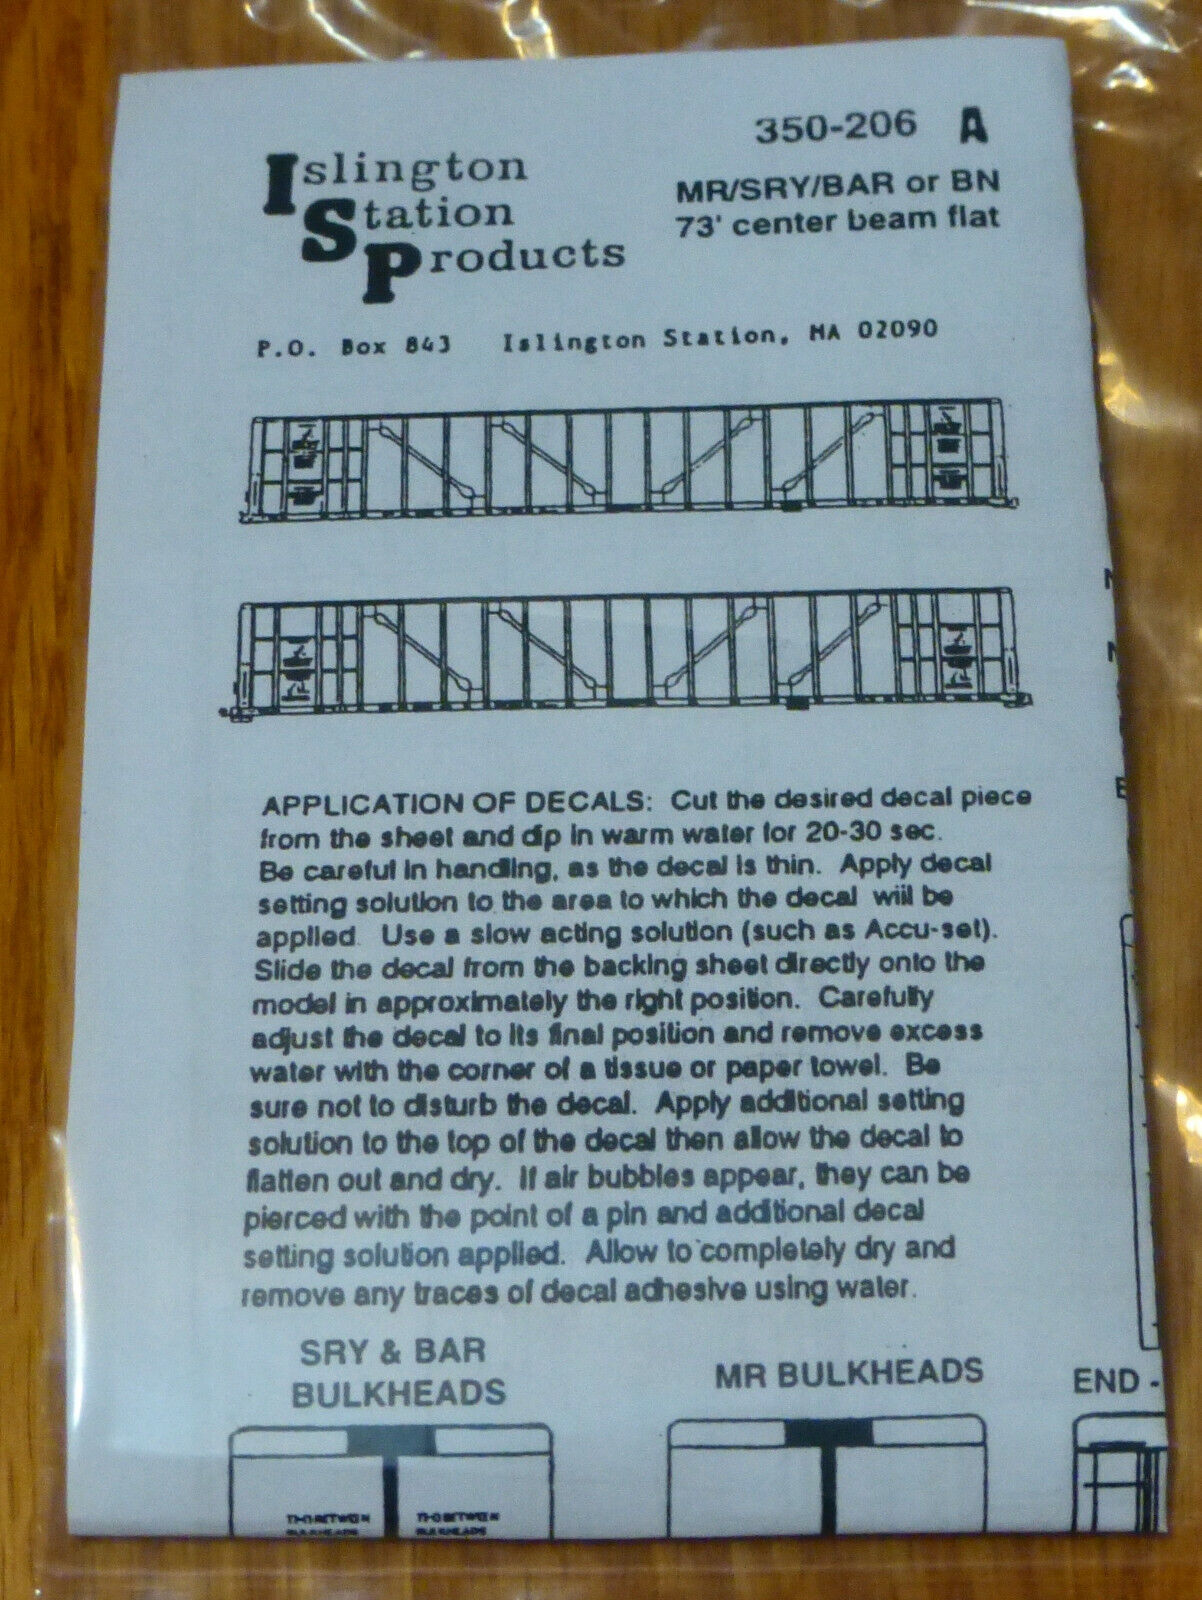 350-206 A
Islington
Station
Products
MR/SRY/BAR or BN
73' center beam flat
P.O. Box 843 Islington Station, MA 02090
APPLICATION OF DECALS: Cut the desired decal piece
from the sheet and dip in warm water for 20-30 sec.
Be careful in handling, as the decal is thin. Apply decal
setting solution to the area to which the decal will be
applied. Use a slow acting solution (such as Accu-set).
Slide the decal from the backing sheet directly onto the
model in approximately the right position. Carefully
adjust the decal to its final position and remove excess
water with the corner of a tissue or paper towel. Be
sure not to disturb the decal. Apply additional setting
solution to the top of the decal then allow the decal to
flatten out and dry. If air bubbles appear, they can be
pierced with the point of a pin and additional decal
setting solution applied. Allow to completely dry and
remove any traces of decal adhesive using water.
SRY & BAR
BULKHEADS
MR BULKHEADS
END -